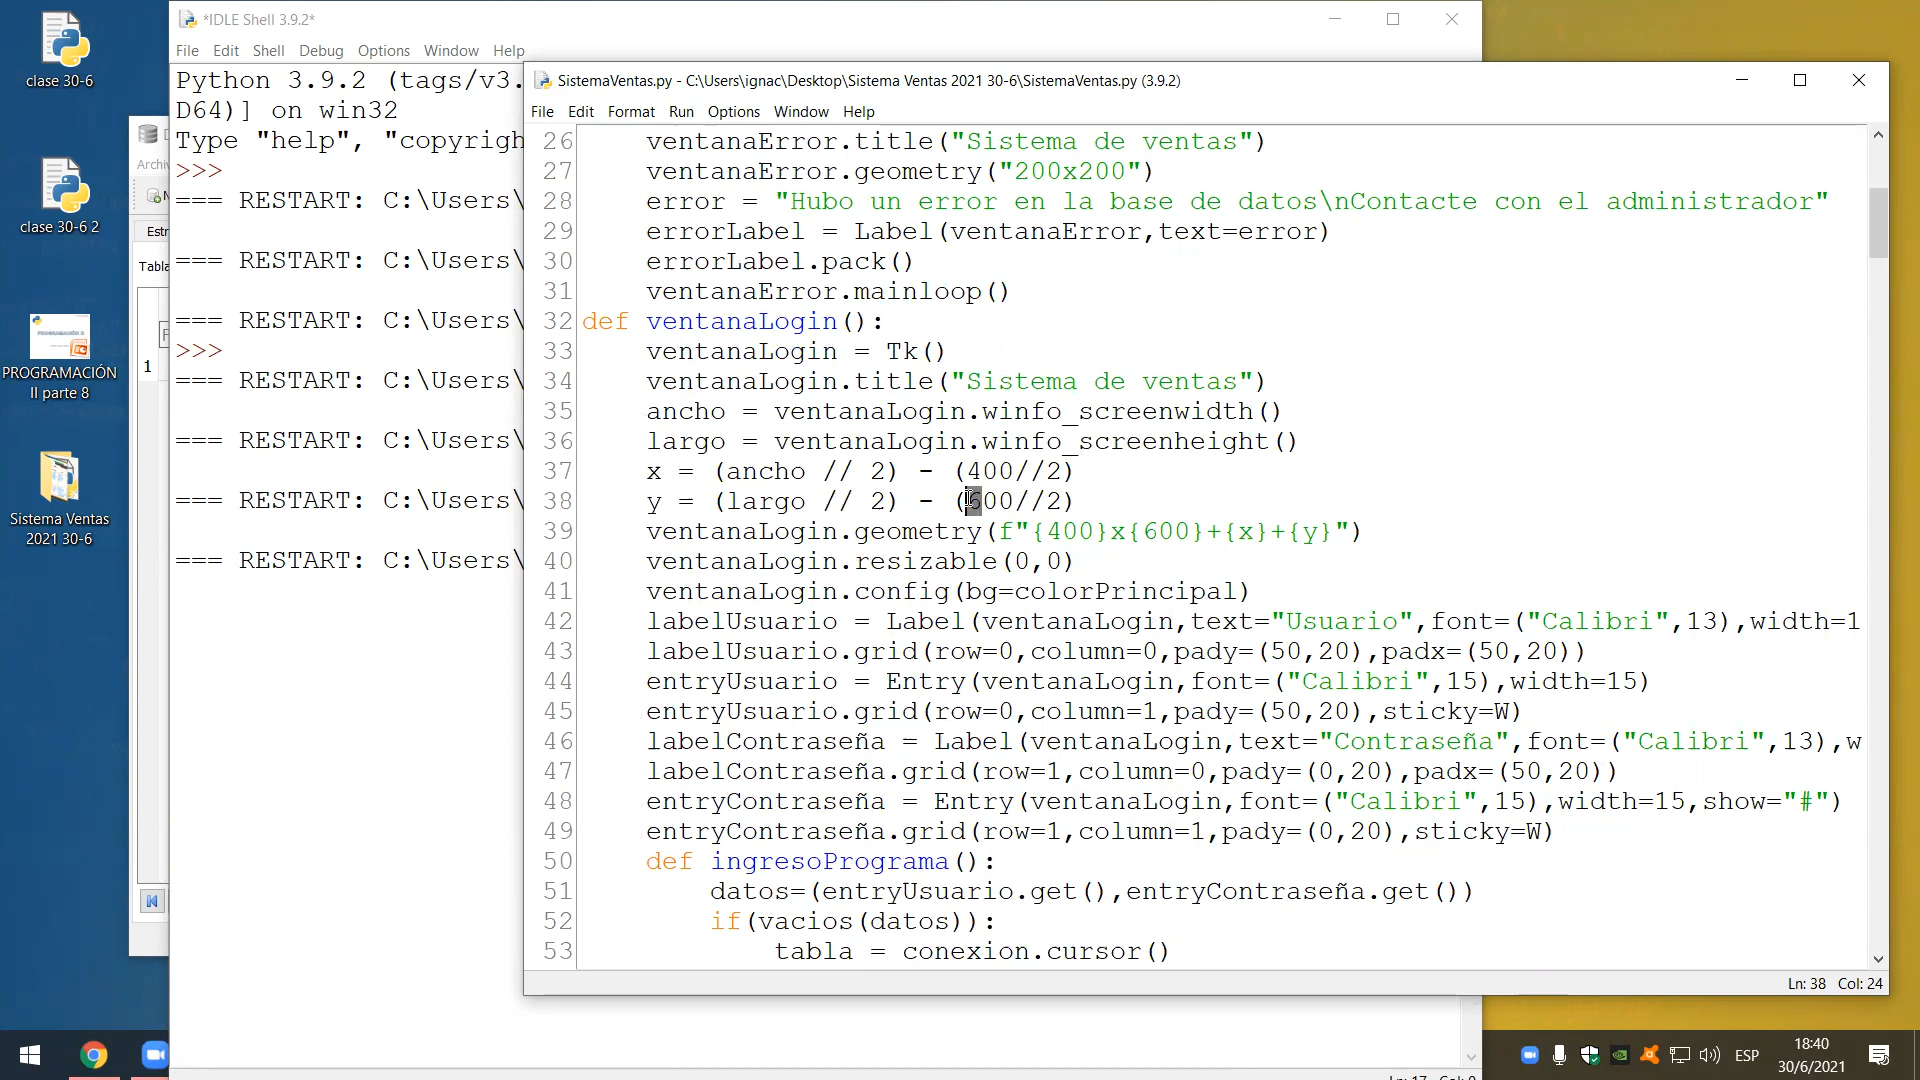 *IDLE Shell 3.9.2*
File Edit Shell Debug Options Window Help
Python 3.9.2 (tags/v3.
D64)] on win32
Type "help", "copyrigh
>>>
=== RESTART: C:\Users\
=== RESTART: C:\Users\
=== RESTART: C:\Users\
>>>
=== RESTART: C:\Users\
=== RESTART: C:\Users\
=== RESTART: C:\Users\
=== RESTART: C:\Users\
clase 30-6
clase 30-6 2
PROGRAMACIÓN
II parte 8
Sistema Ventas
2021 30-6
Archiv
Estr
Tabla
1
SistemaVentas.py - C:\Users\ignac\Desktop\Sistema Ventas 2021 30-6\SistemaVentas.py (3.9.2)
File Edit Format Run Options Window Help
26 ventanaError.title("Sistema de ventas")
27 ventanaError.geometry("200x200")
28 error = "Hubo un error en la base de datos\nContacte con el administrador"
29 errorLabel = Label(ventanaError,text=error)
30 errorLabel.pack()
31 ventanaError.mainloop()
32 def ventanaLogin():
33 ventanaLogin = Tk()
34 ventanaLogin.title("Sistema de ventas")
35 ancho = ventanaLogin.winfo_screenwidth()
36 largo = ventanaLogin.winfo_screenheight()
37 x = (ancho // 2) - (400//2)
38 y = (largo // 2) - (600//2)
39 ventanaLogin.geometry(f"{400}x{600}+{x}+{y}")
40 ventanaLogin.resizable(0,0)
41 ventanaLogin.config(bg=colorPrincipal)
42 labelUsuario = Label(ventanaLogin,text="Usuario",font=("Calibri",13),width=1
43 labelUsuario.grid(row=0,column=0,pady=(50,20),padx=(50,20))
44 entryUsuario = Entry(ventanaLogin,font=("Calibri",15),width=15)
45 entryUsuario.grid(row=0,column=1,pady=(50,20),sticky=W)
46 labelContraseña = Label(ventanaLogin,text="Contraseña",font=("Calibri",13),w
47 labelContraseña.grid(row=1,column=0,pady=(0,20),padx=(50,20))
48 entryContraseña = Entry(ventanaLogin,font=("Calibri",15),width=15,show="#")
49 entryContraseña.grid(row=1,column=1,pady=(0,20),sticky=W)
50 def ingresoPrograma():
51 datos=(entryUsuario.get(),entryContraseña.get())
52 if(vacios(datos)):
53 tabla = conexion.cursor()
Ln: 38 Col: 24
ESP
18:40
30/6/2021